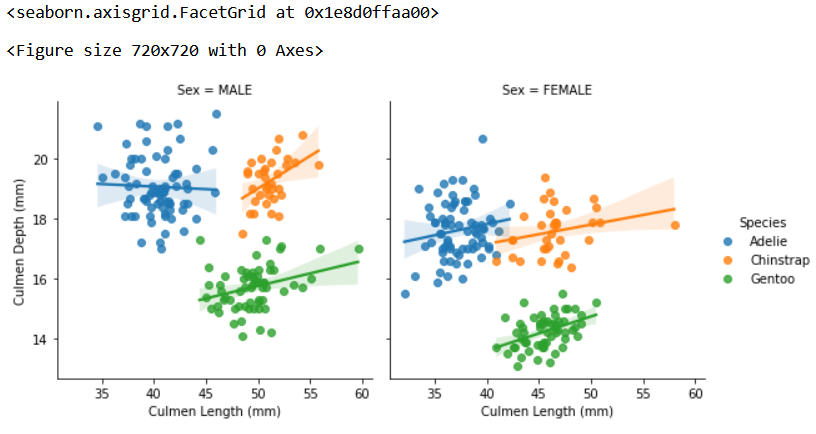 <seaborn.axisgrid.FacetGrid at 0x1e8d0ffaa00>
<Figure size 720x720 with 0 Axes>
Sex = MALE
Sex = FEMALE
20
18
16
14
Culmen Depth (mm)
35 40 45 50 55 60
35 40 45 50 55 60
Culmen Length (mm)
Culmen Length (mm)
Species
Adelie
Chinstrap
Gentoo